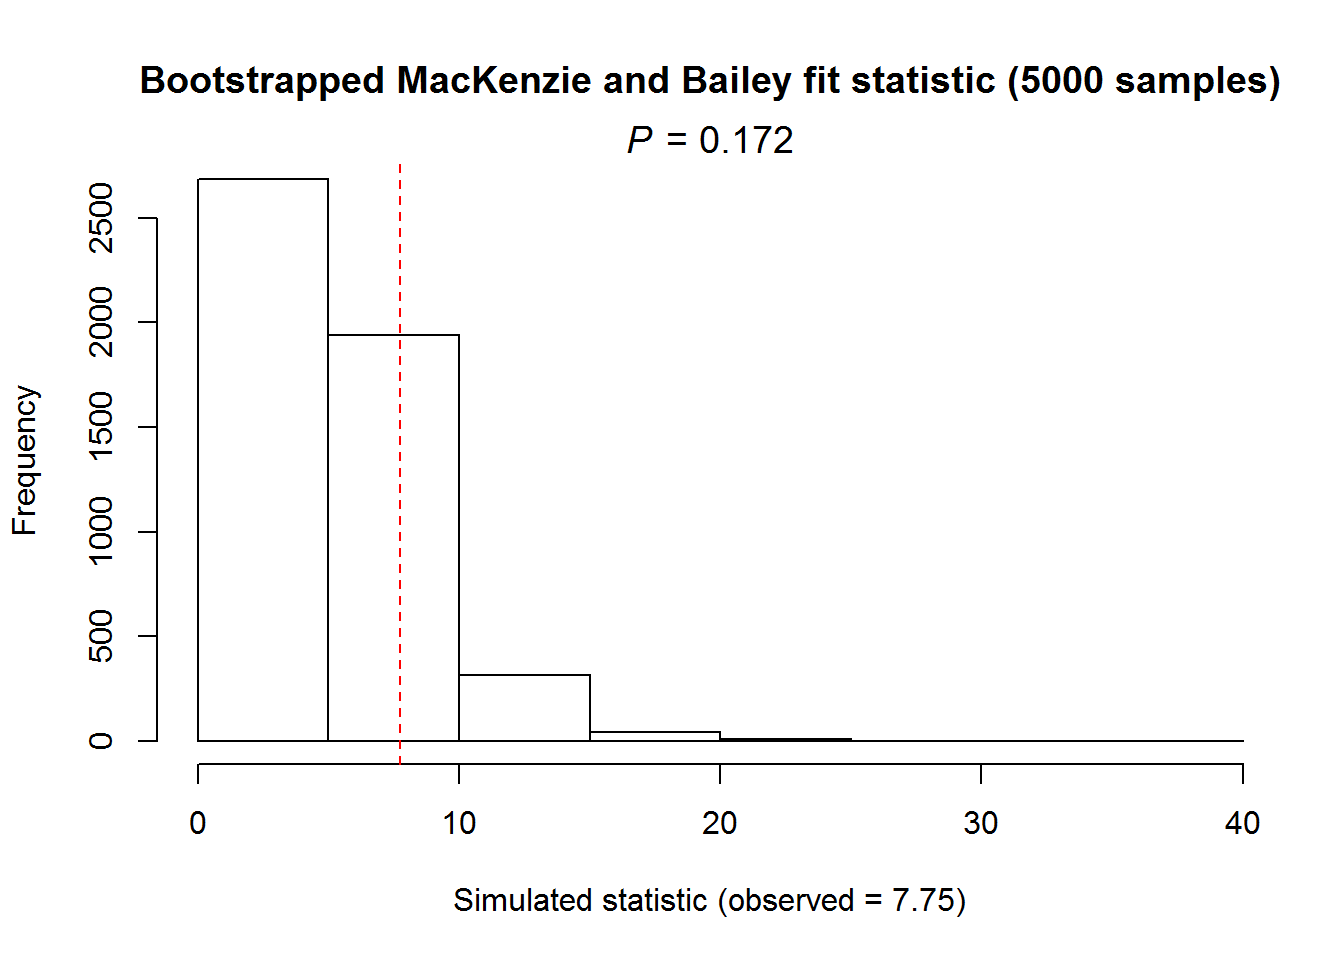 Bootstrapped MacKenzie and Bailey fit statistic (5000 samples)
P = 0.172
Frequency
2500
2000
1500
1000
500
0
0 10 20 30 40
Simulated statistic (observed = 7.75)